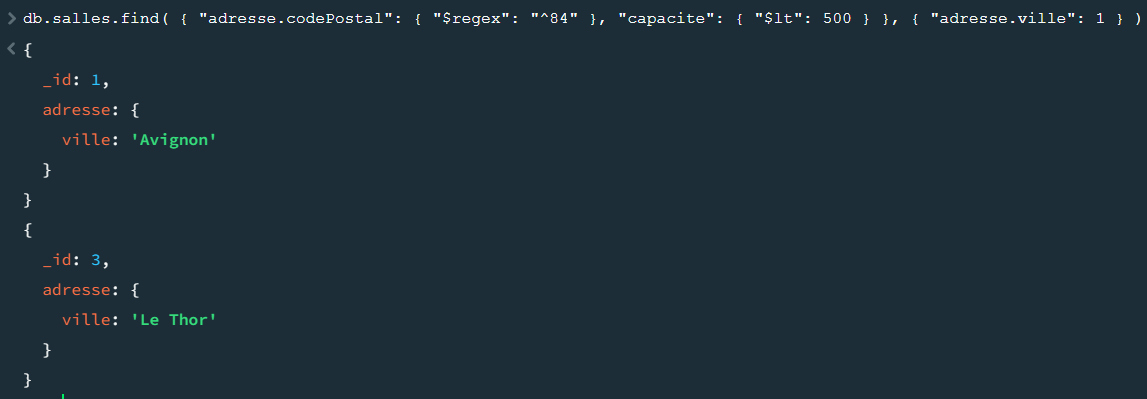 > db.salles.find( { "adresse.codePostal": { "$regex": "^84" }, "capacite": { "$lt": 500 } }, { "adresse.ville": 1 } )
< {
_id: 1,
adresse: {
ville: 'Avignon'
}
}
{
_id: 3,
adresse: {
ville: 'Le Thor'
}
}